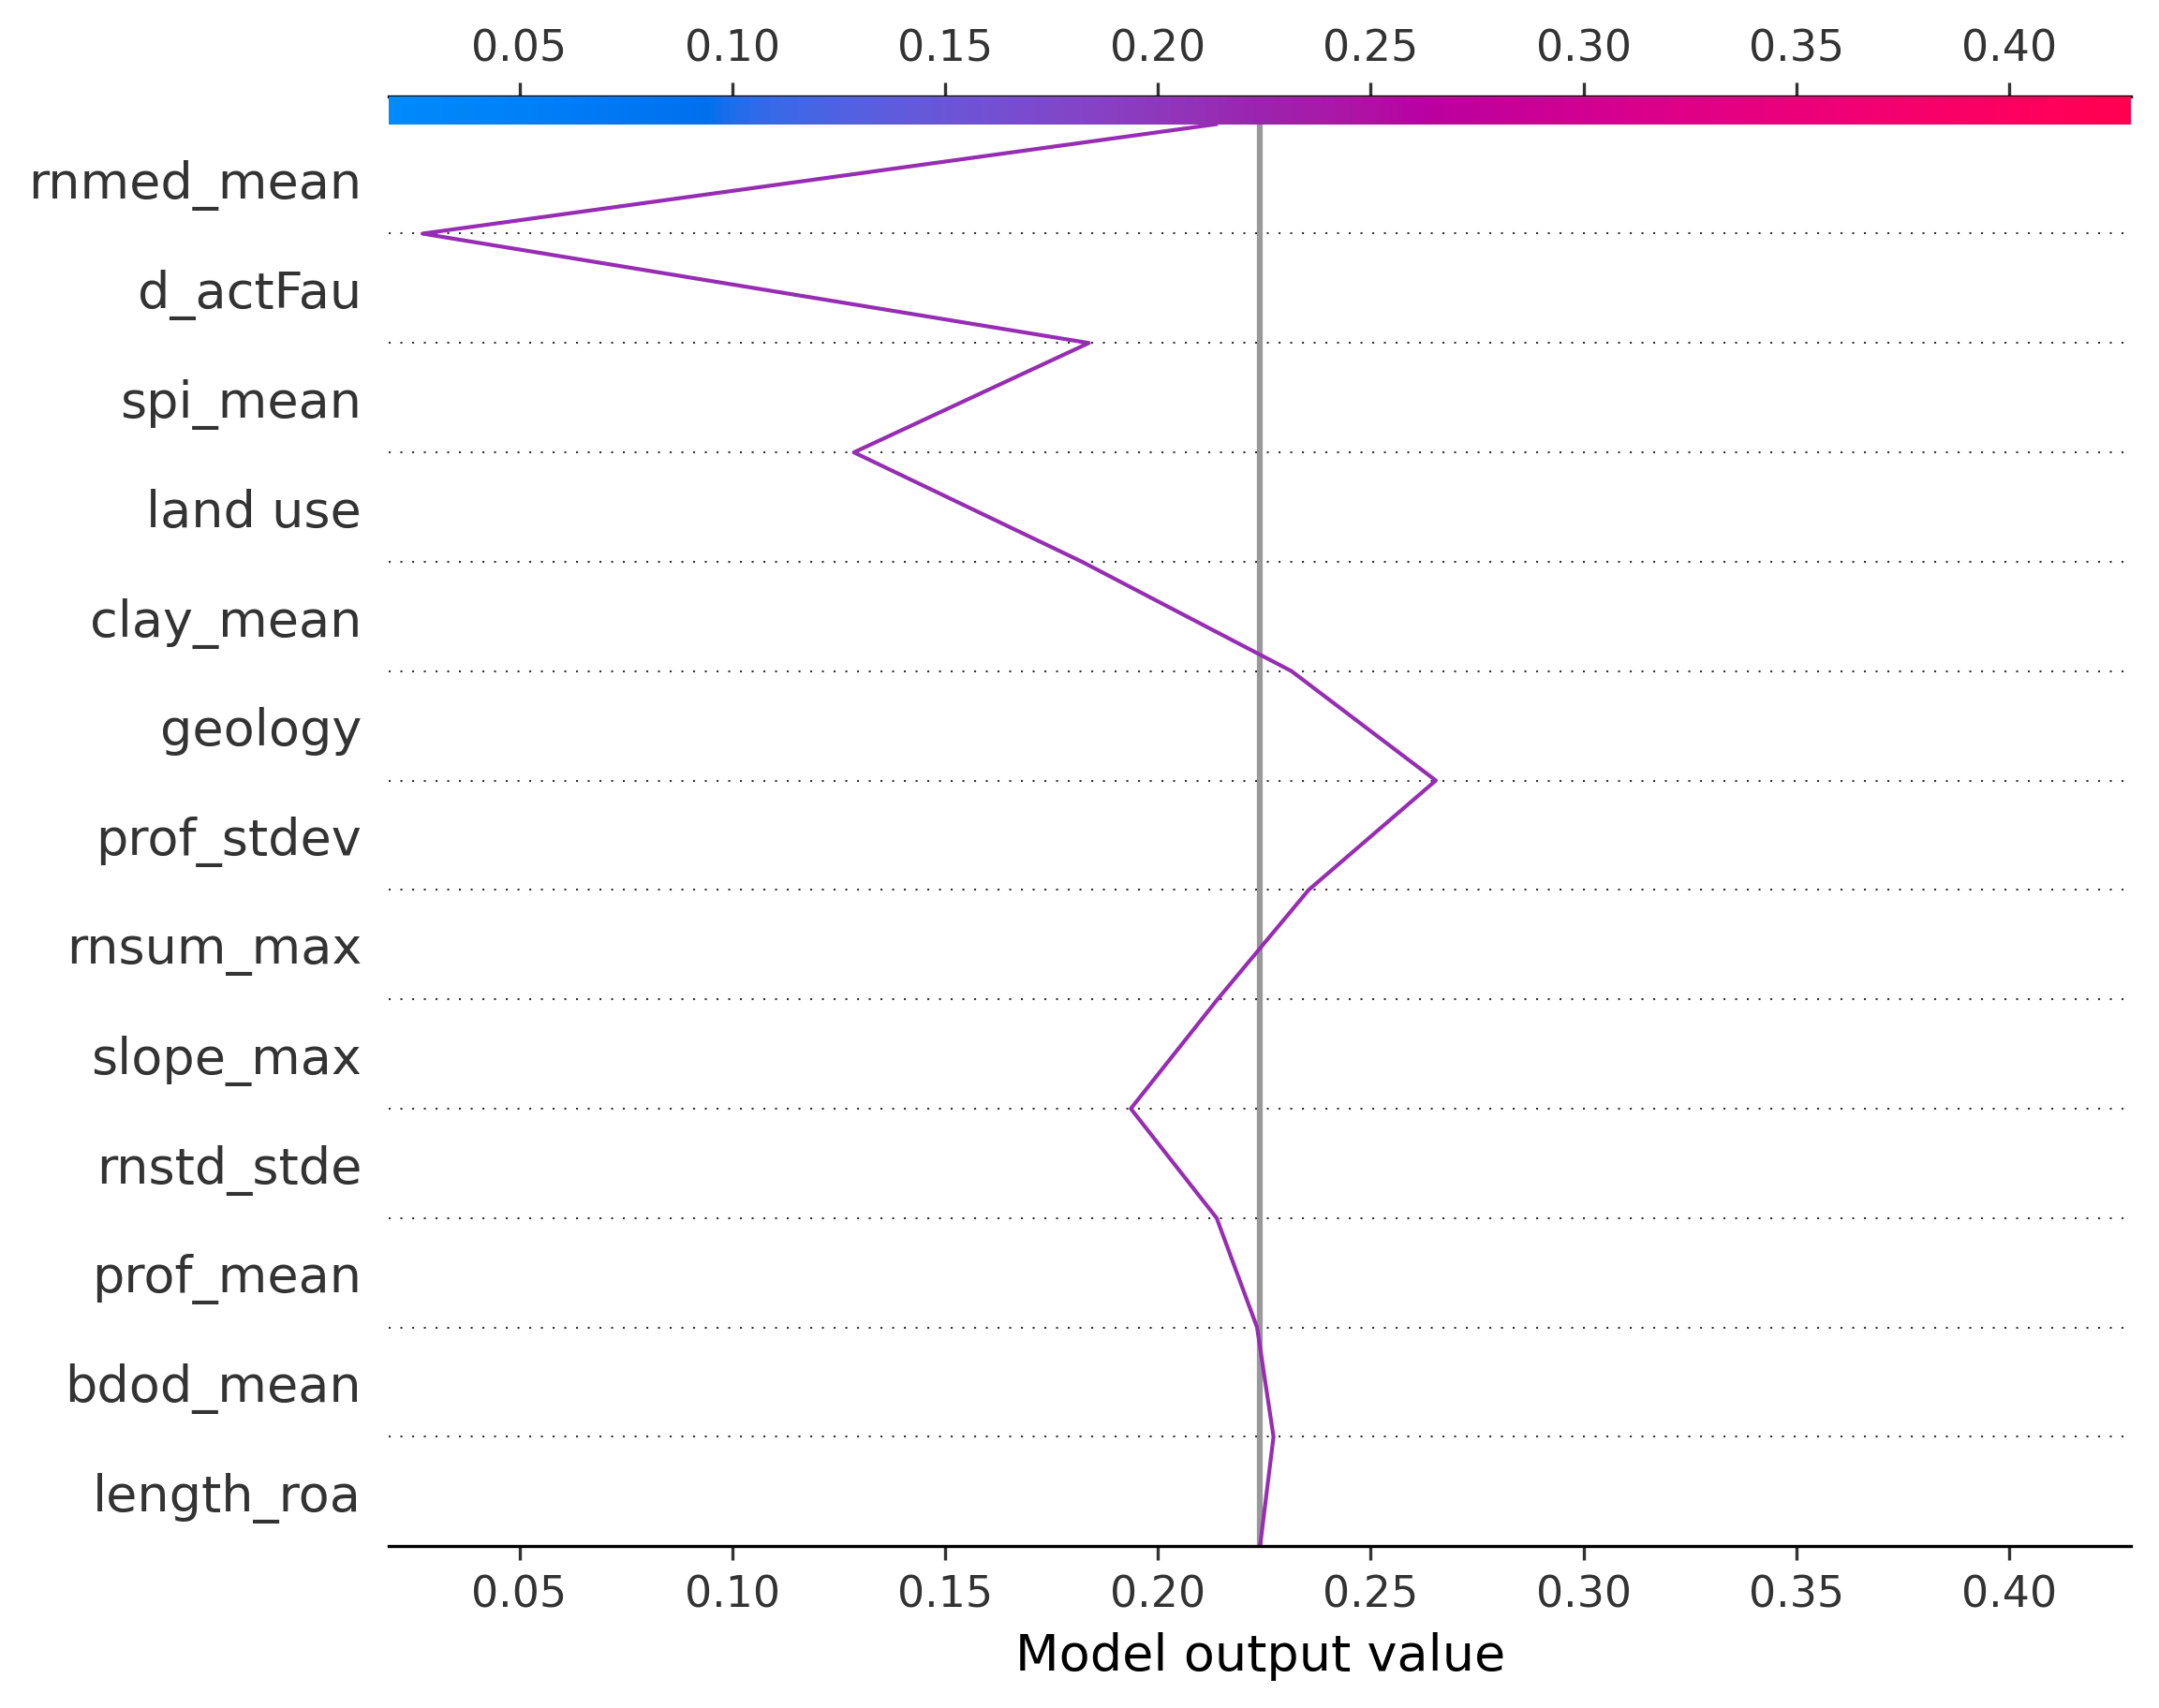 0.05 0.10 0.15 0.20 0.25 0.30 0.35 0.40
rnmed_mean
d_actFau
spi_mean
land use
clay_mean
geology
prof_stdev
rnsum_max
slope_max
rnstd_stde
prof_mean
bdod_mean
length_roa
0.05 0.10 0.15 0.20 0.25 0.30 0.35 0.40
Model output value